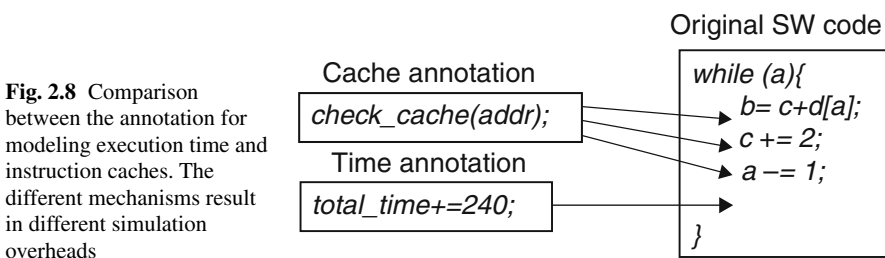 Fig. 2.8 Comparison
between the annotation for
modeling execution time and
instruction caches. The
different mechanisms result
in different simulation
overheads
Cache annotation
check_cache(addr);
Time annotation
total_time+=240;
Original SW code
while (a){
b= c+d[a];
c += 2;
a –= 1;
}